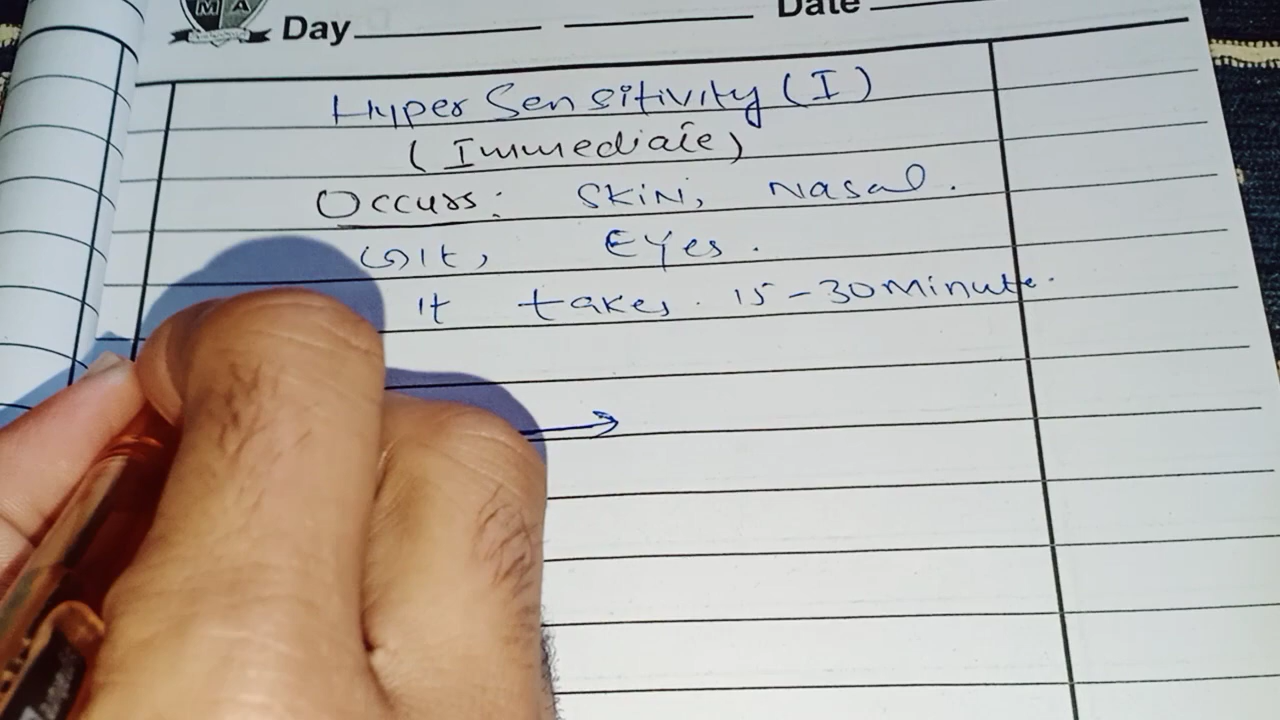 M A
Day Date
Hyper Sensitivity (I)
(Immediate)
Occurs: Skin, Nasal.
GIt, Eyes.
It takes. 15-30 Minute.